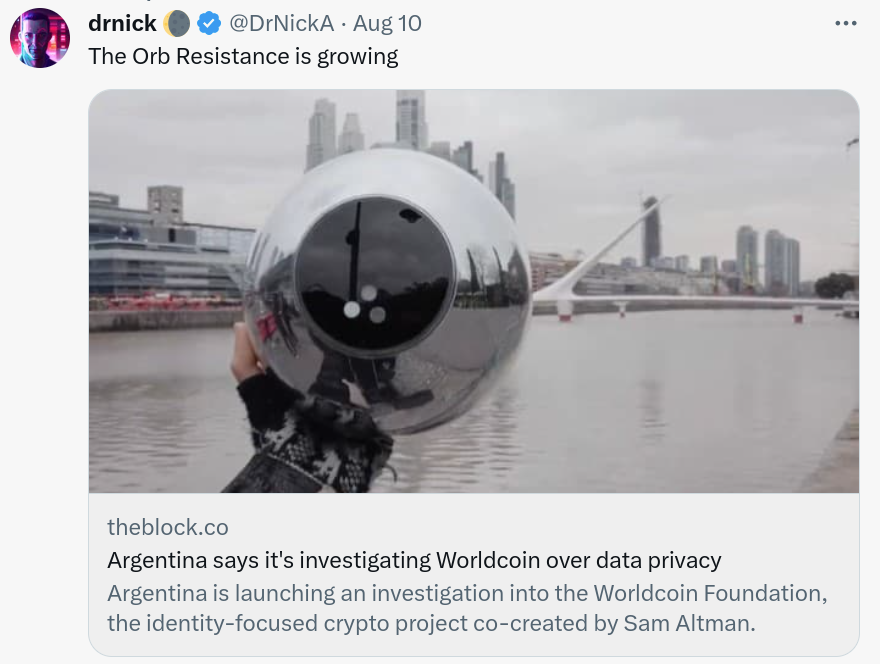 drnick @DrNickA · Aug 10
The Orb Resistance is growing
theblock.co
Argentina says it's investigating Worldcoin over data privacy
Argentina is launching an investigation into the Worldcoin Foundation,
the identity-focused crypto project co-created by Sam Altman.